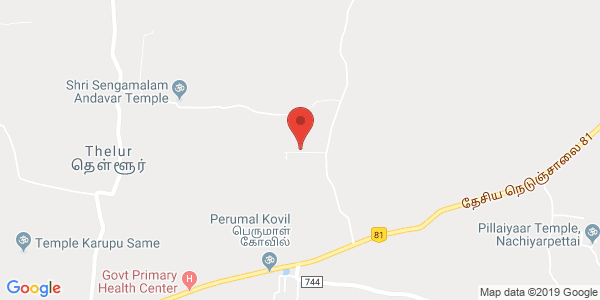 Shri Sengamalam
Andavar Temple
Thelur
தெள்ளூர்
தேசிய நெடுஞ்சாலை 81
Perumal Kovil
பெருமாள்
கோவில்
81
Pillaiyaar Temple,
Nachiyarpettai
Temple Karupu Same
Govt Primary
Health Center
H
744
Google
Map data ©2019 Google